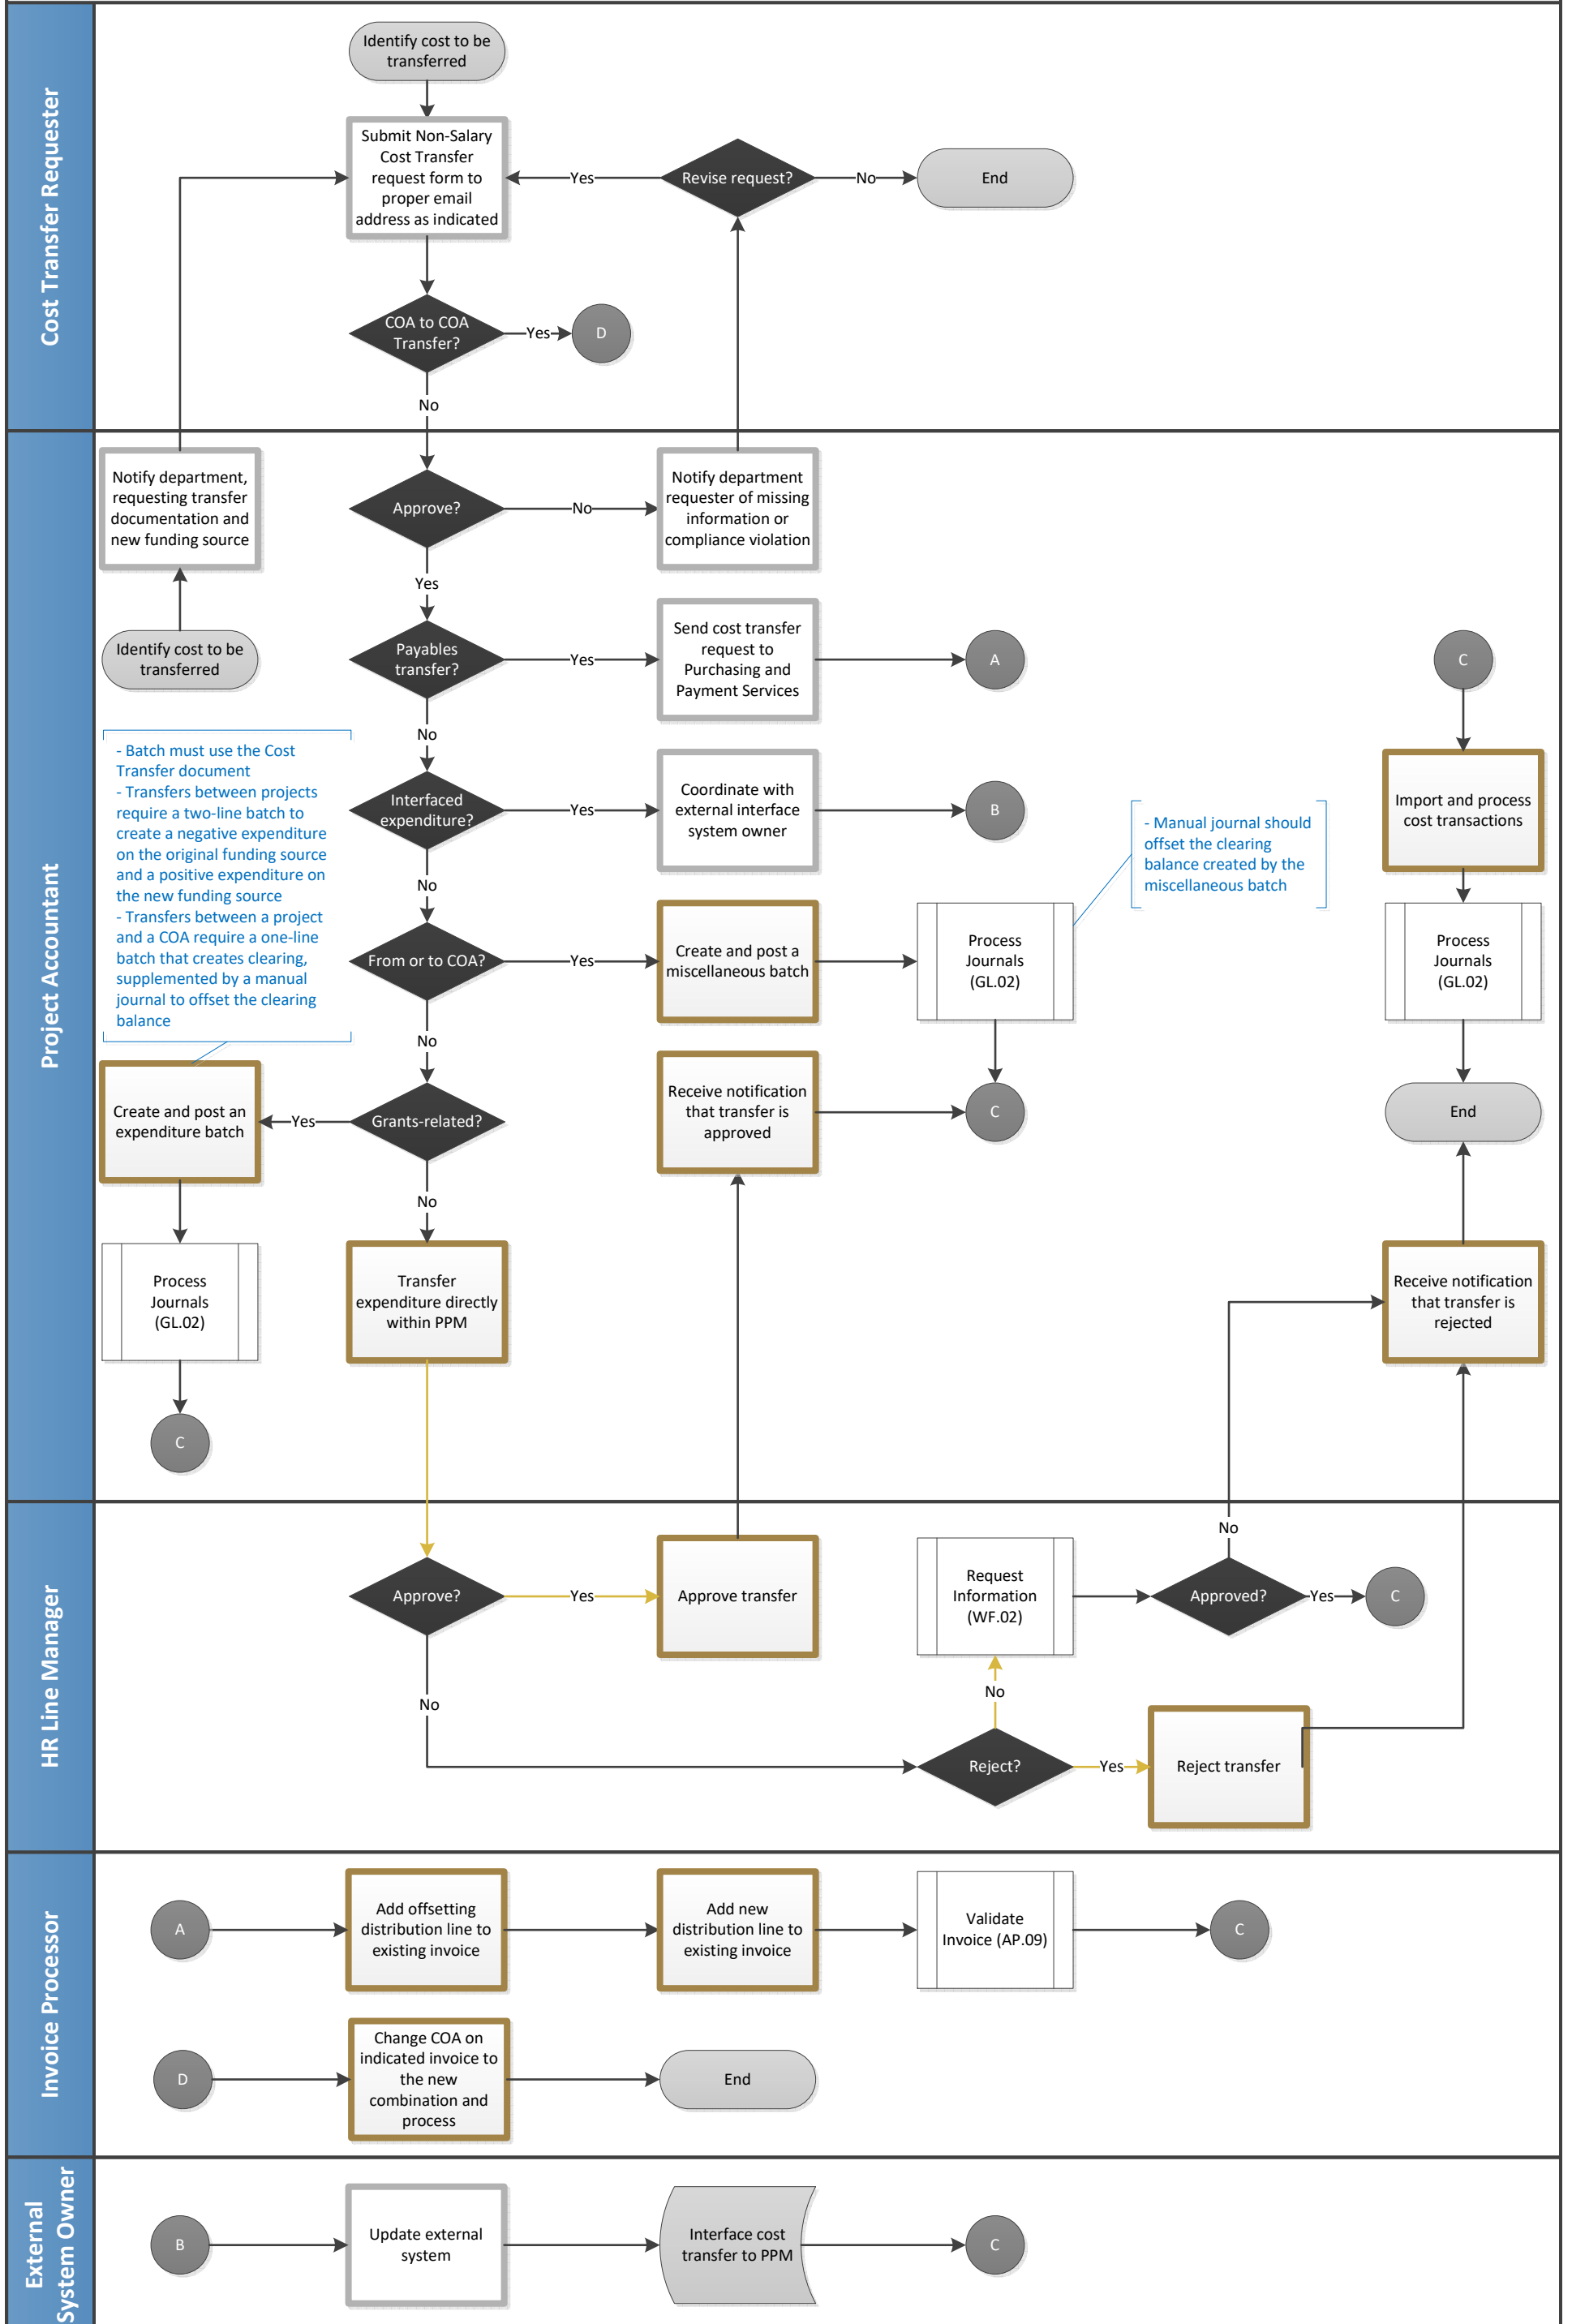 Cost Transfer Requester
Identify cost to be
transferred
Submit Non-Salary
Cost Transfer
request form to
proper email
address as indicated
Yes
Revise request?
No
End
COA to COA
Transfer?
Yes
D
No
Project Accountant
Notify department,
requesting transfer
documentation and
new funding source
Approve?
No
Notify department
requester of missing
information or
compliance violation
Yes
Identify cost to be
transferred
Payables
transfer?
Yes
Send cost transfer
request to
Purchasing and
Payment Services
A
C
No
- Batch must use the Cost
Transfer document
- Transfers between projects
require a two-line batch to
create a negative expenditure
on the original funding source
and a positive expenditure on
the new funding source
- Transfers between a project
and a COA require a one-line
batch that creates clearing,
supplemented by a manual
journal to offset the clearing
balance
Interfaced
expenditure?
Yes
Coordinate with
external interface
system owner
B
- Manual journal should
offset the clearing
balance created by the
miscellaneous batch
Import and process
cost transactions
No
From or to COA?
Yes
Create and post a
miscellaneous batch
Process
Journals
(GL.02)
Process
Journals
(GL.02)
No
Create and post an
expenditure batch
Yes
Grants-related?
Receive notification
that transfer is
approved
C
End
No
Process
Journals
(GL.02)
Transfer
expenditure directly
within PPM
Receive notification
that transfer is
rejected
C
HR Line Manager
No
Approve?
Yes
Approve transfer
Request
Information
(WF.02)
Approved?
Yes
C
No
No
Reject?
Yes
Reject transfer
Invoice Processor
A
Add offsetting
distribution line to
existing invoice
Add new
distribution line to
existing invoice
Validate
Invoice (AP.09)
C
D
Change COA on
indicated invoice to
the new
combination and
process
End
External
System Owner
B
Update external
system
Interface cost
transfer to PPM
C